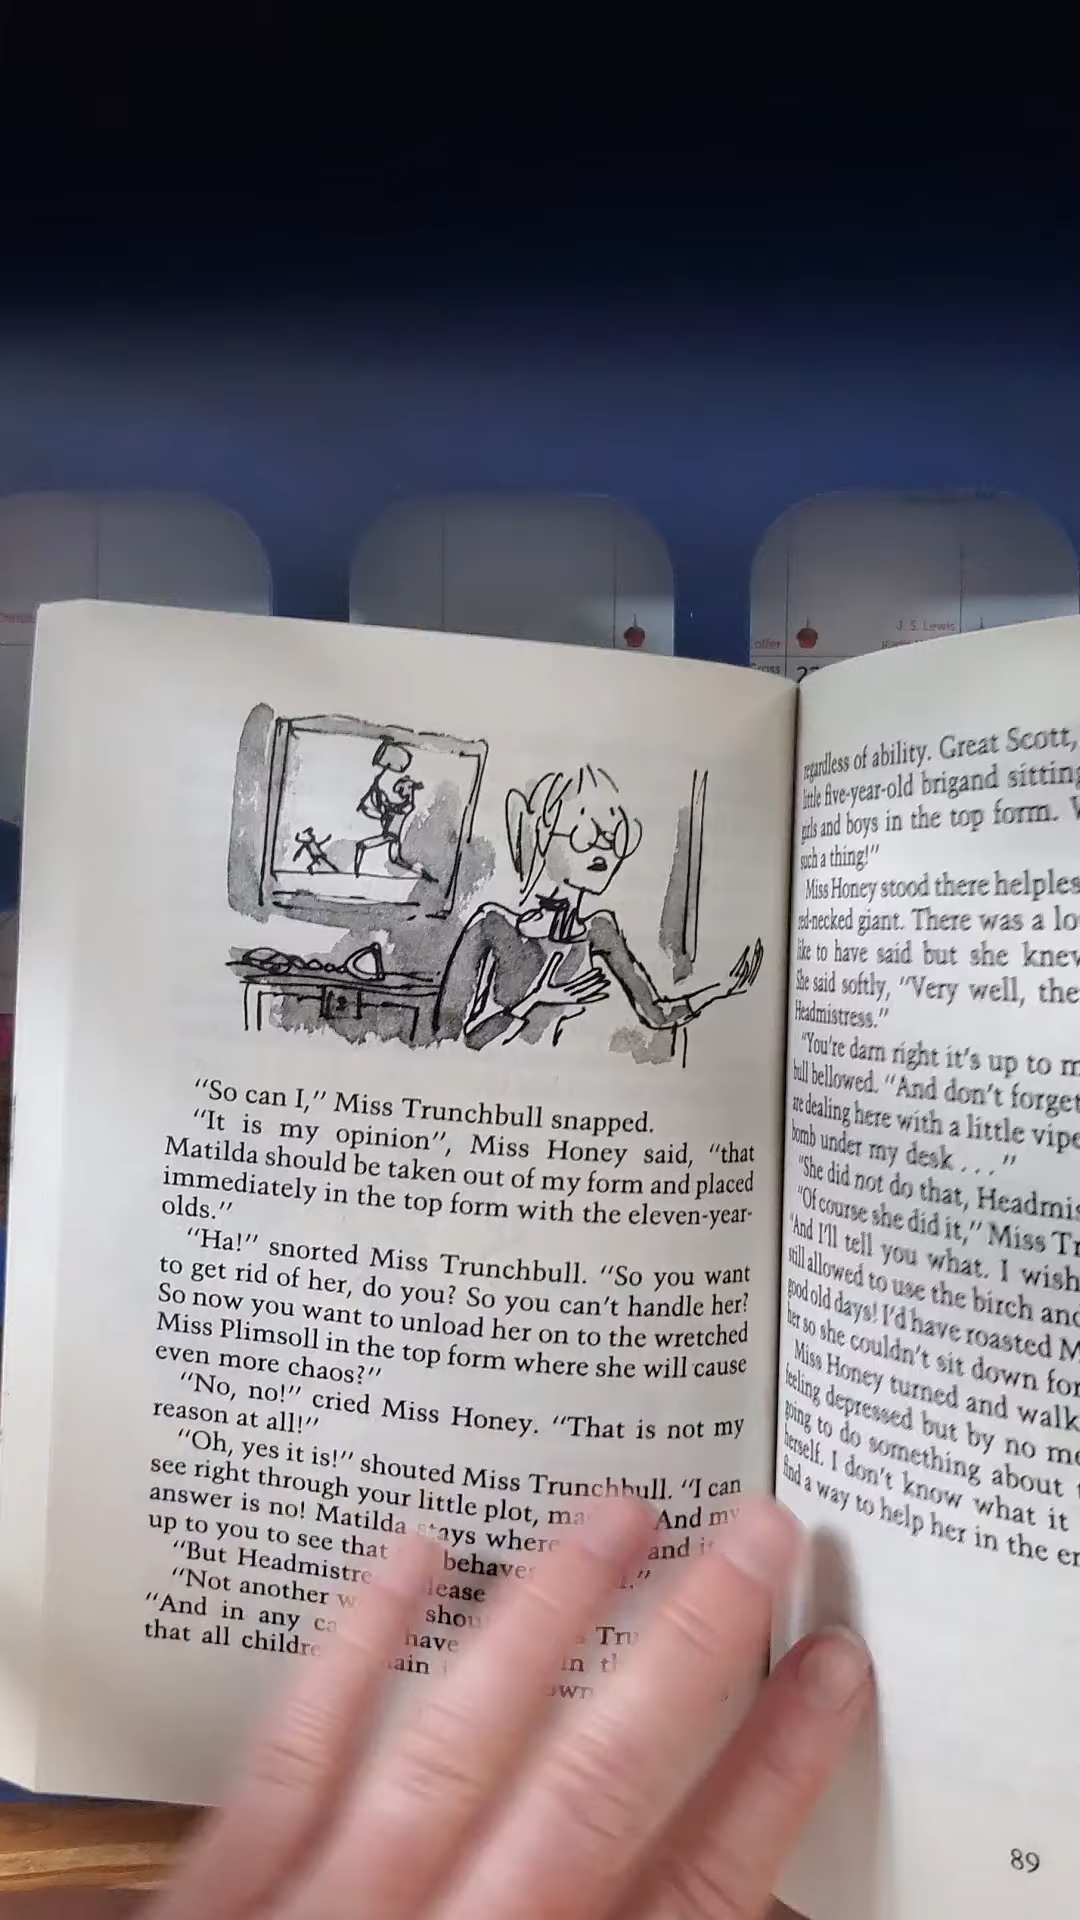 J. S. Lewis
"So can I," Miss Trunchbull snapped.
"It is my opinion", Miss Honey said, "that
Matilda should be taken out of my form and placed
immediately in the top form with the eleven-year-
olds."
"Ha!" snorted Miss Trunchbull. "So you want
to get rid of her, do you? So you can't handle her?
So now you want to unload her on to the wretched
Miss Plimsoll in the top form where she will cause
even more chaos?"
"No, no!" cried Miss Honey. "That is not my
reason at all!"
"Oh, yes it is!" shouted Miss Trunchbull. "I can
see right through your little plot, And my
answer is no! Matilda stays where and
up to you to see that behaves
"But Headmistre
"Not another shou
"And in any have
that all childre
regardless of ability. Great Scott,
little five-year-old brigand sitting
girls and boys in the top form.
such a thing!"
Miss Honey stood there helples
red-necked giant. There was a lo
like to have said but she knew
She said softly, "Very well, the
Headmistress."
"You're darn right it's up to m
bull bellowed. "And don't forget
are dealing here with a little vipe
bomb under my desk . . ."
"She did not do that, Headmis
"Of course she did it," Miss Tr
"And I'll tell you what. I wish
still allowed to use the birch and
good old days! I'd have roasted M
her so she couldn't sit down for
Miss Honey turned and walk
feeling depressed but by no me
going to do something about
herself. I don't know what it
find a way to help her in the en
89